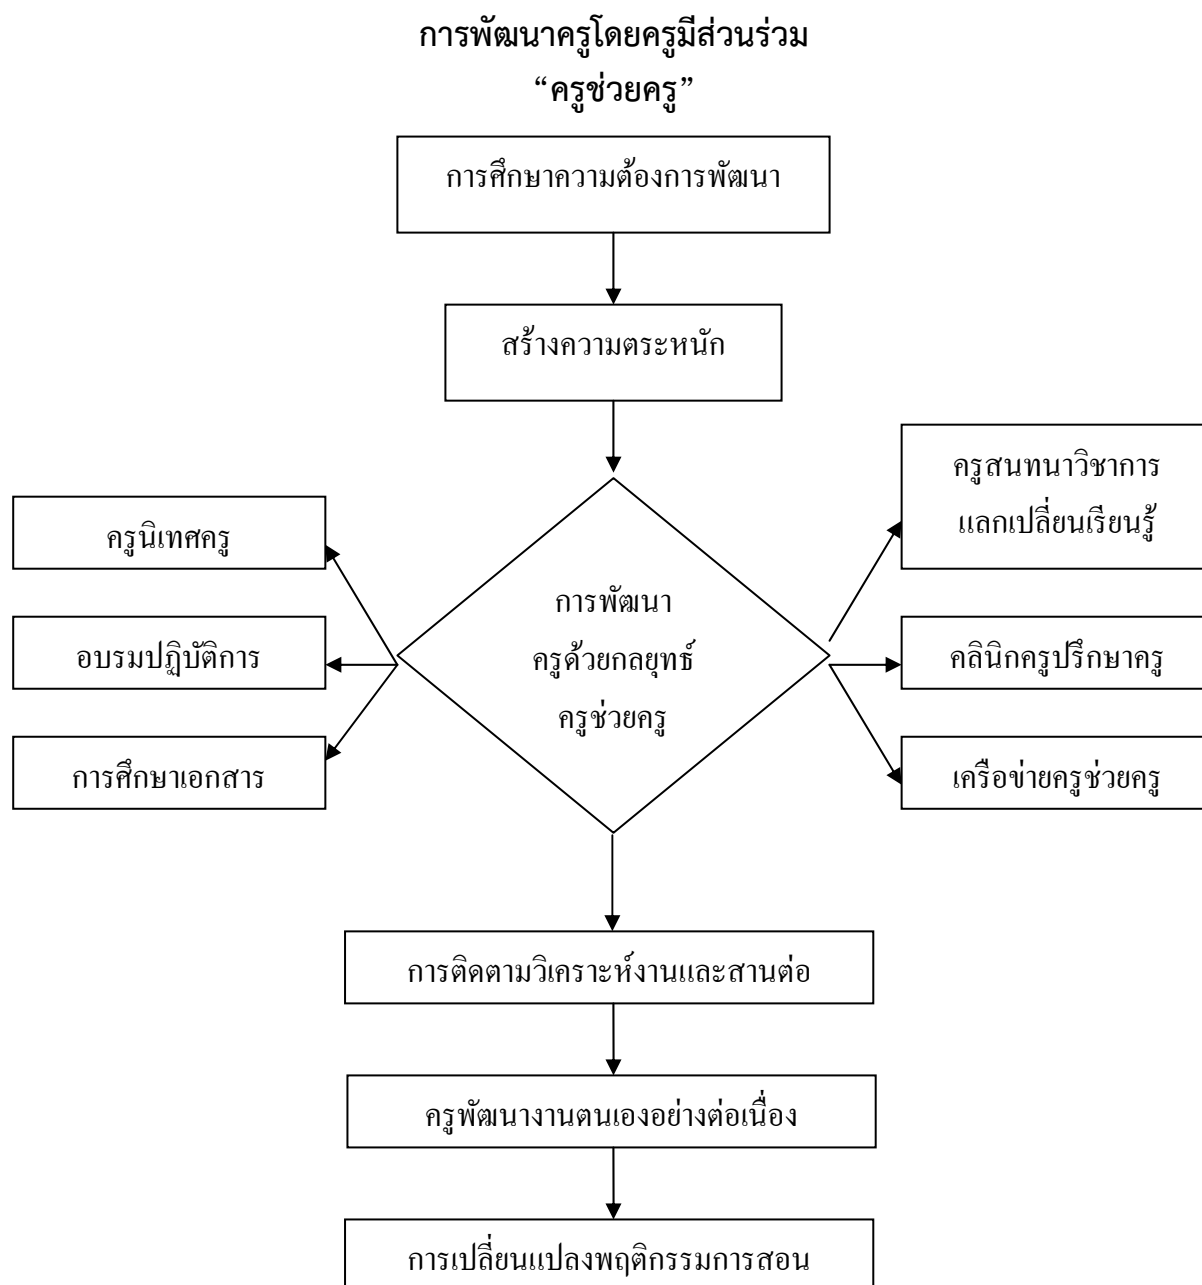 การพัฒนาครูโดยครูมีส่วนร่วม
“ครูช่วยครู”
การศึกษาความต้องการพัฒนา
สร้างความตระหนัก
ครูนิเทศครู
อบรมปฏิบัติการ
การศึกษาเอกสาร
การพัฒนา
ครูด้วยกลยุทธ์
ครูช่วยครู
ครูสนทนาวิชาการ
แลกเปลี่ยนเรียนรู้
คลินิกครูปรึกษาครู
เครือข่ายครูช่วยครู
การติดตามวิเคราะห์งานและสานต่อ
ครูพัฒนางานตนเองอย่างต่อเนื่อง
การเปลี่ยนแปลงพฤติกรรมการสอน